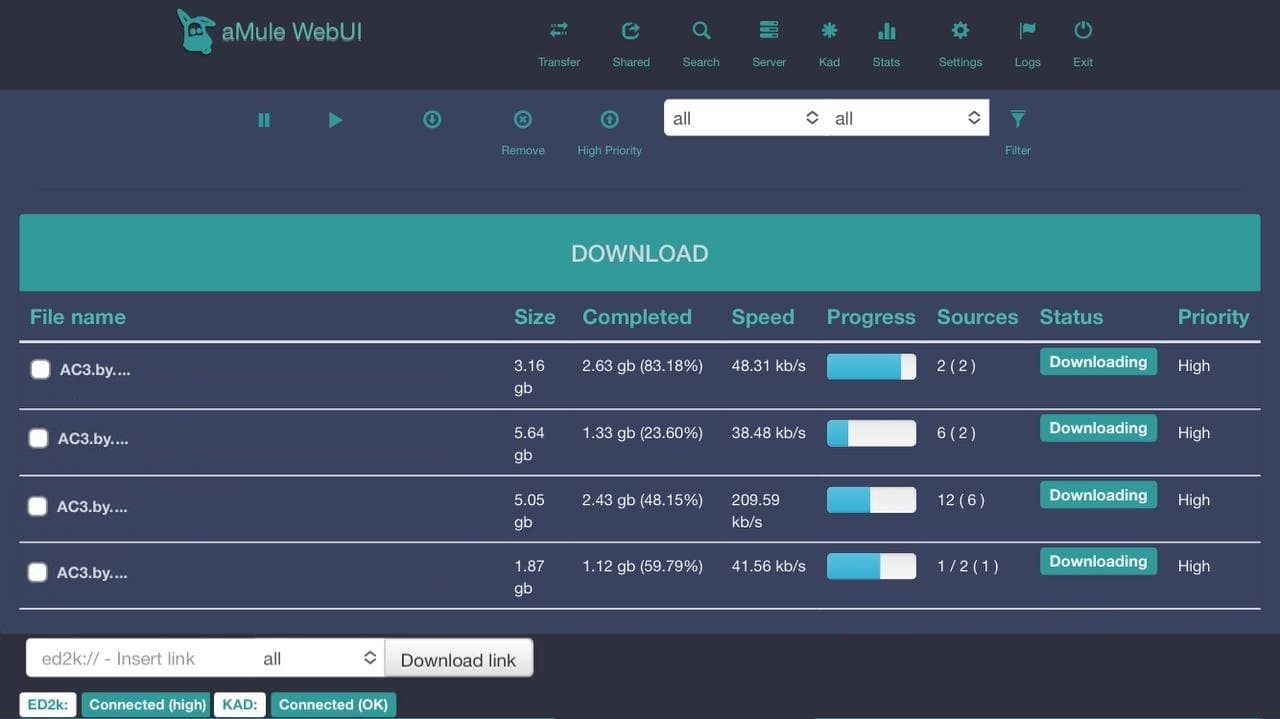 aMule WebUI
Transfer Shared Search Server Kad Stats Settings Logs Exit
all all
Remove High Priority Filter
DOWNLOAD
File name Size Completed Speed Progress Sources Status Priority
AC3.by.... 3.16 gb 2.63 gb (83.18%) 48.31 kb/s 2 ( 2 ) Downloading High
AC3.by.... 5.64 gb 1.33 gb (23.60%) 38.48 kb/s 6 ( 2 ) Downloading High
AC3.by.... 5.05 gb 2.43 gb (48.15%) 209.59 kb/s 12 ( 6 ) Downloading High
AC3.by.... 1.87 gb 1.12 gb (59.79%) 41.56 kb/s 1 / 2 ( 1 ) Downloading High
ed2k:// - Insert link all Download link
ED2k: Connected (high) KAD: Connected (OK)